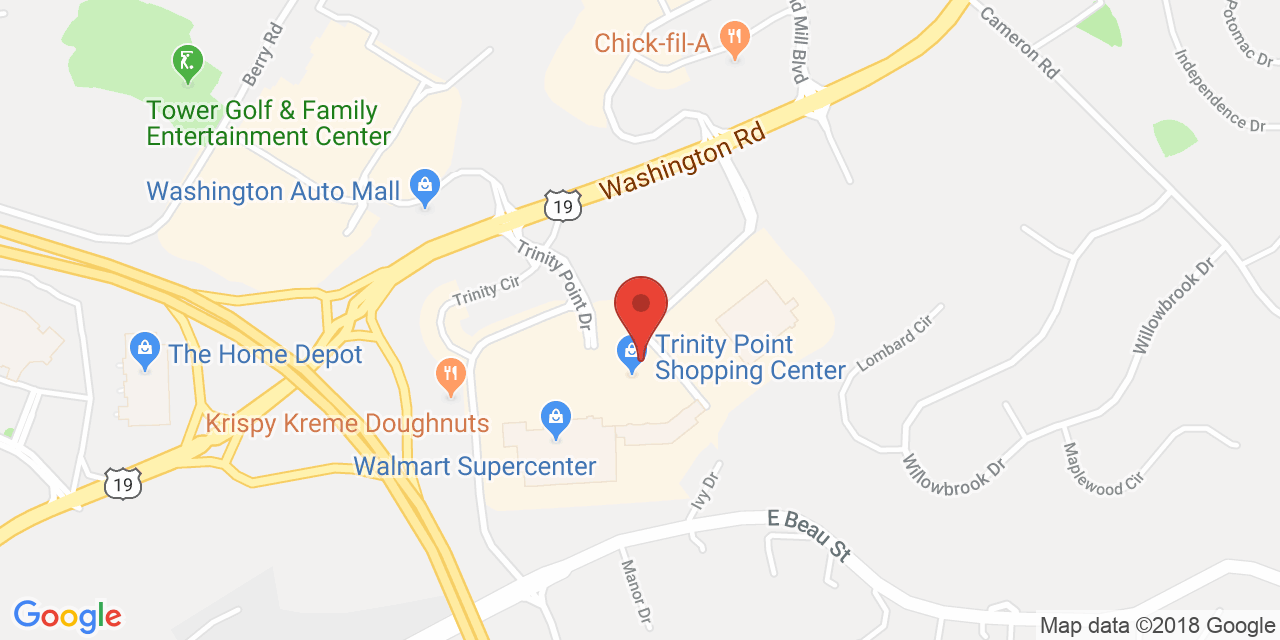 Potomac Dr
Cameron Rd
Chick-fil-A
Mill Blvd
Berry Rd
Independence Dr
Tower Golf & Family
Entertainment Center
Washington Rd
Washington Auto Mall
19
Trinity Point Dr
Trinity Cir
Willowbrook Dr
Lombard Cir
The Home Depot
Trinity Point
Shopping Center
Krispy Kreme Doughnuts
Walmart Supercenter
Willowbrook Dr
Maplewood Cir
19
Ivy Dr
E Beau St
Manor Dr
Google
Map data ©2018 Google